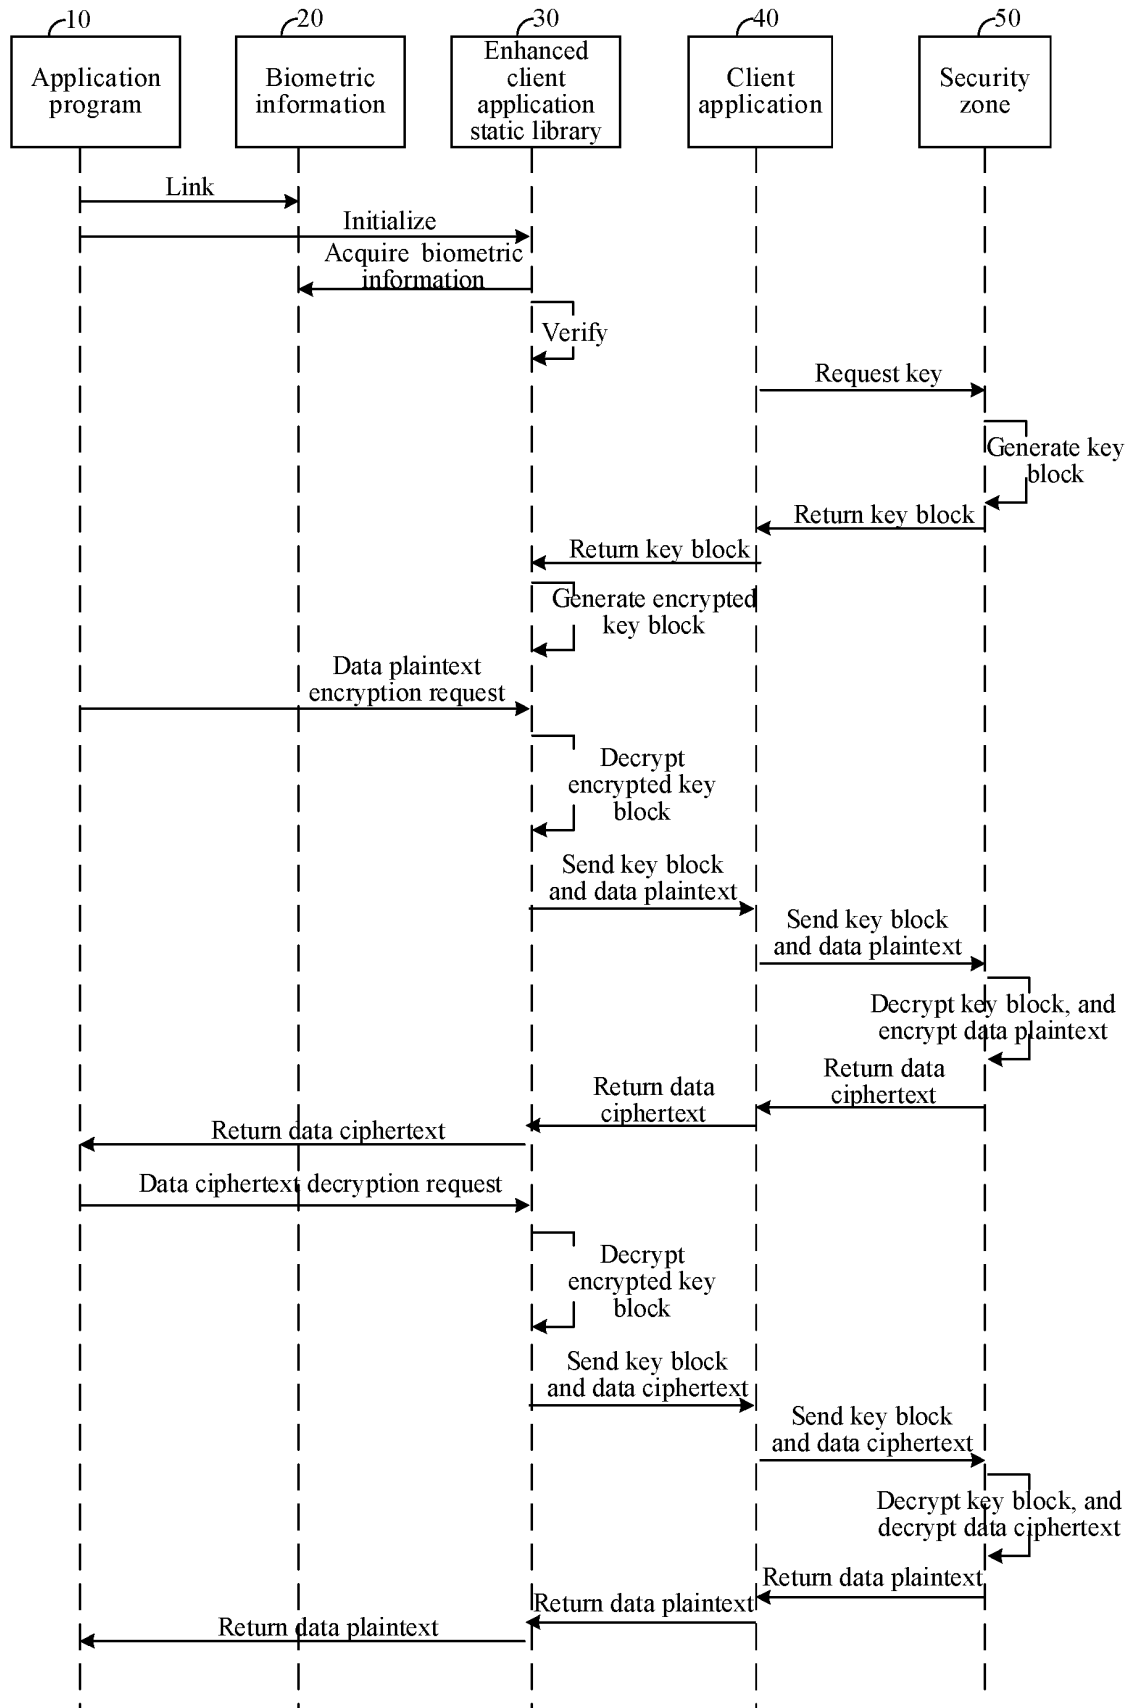 10
20
30
40
50
Application
program
Biometric
information
Enhanced
client
application
static library
Client
application
Security
zone
Link
Initialize
Acquire biometric
information
Verify
Request key
Generate key
block
Return key block
Return key block
Generate encrypted
key block
Data plaintext
encryption request
Decrypt
encrypted key
block
Send key block
and data plaintext
Send key block
and data plaintext
Decrypt key block, and
encrypt data plaintext
Return data
ciphertext
Return data
ciphertext
Return data ciphertext
Data ciphertext decryption request
Decrypt
encrypted key
block
Send key block
and data ciphertext
Send key block
and data ciphertext
Decrypt key block, and
decrypt data ciphertext
Return data plaintext
Return data plaintext
Return data plaintext